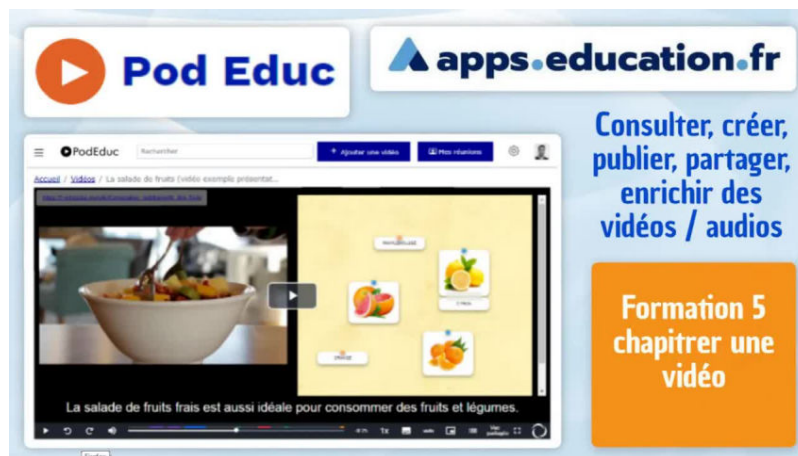 Pod Educ
apps.education.fr
Consulter, créer,
publier, partager,
enrichir des
vidéos / audios
PodEduc
Rechercher
+ Ajouter une vidéo
Mes réunions
Accueil / Vidéos / La salade de fruits (vidéo exemple présentat...
PAMPLEMOUSSE
ORANGE
La salade de fruits frais est aussi idéale pour consommer des fruits et légumes.
1x
Formation 5
chapitrer une
vidéo